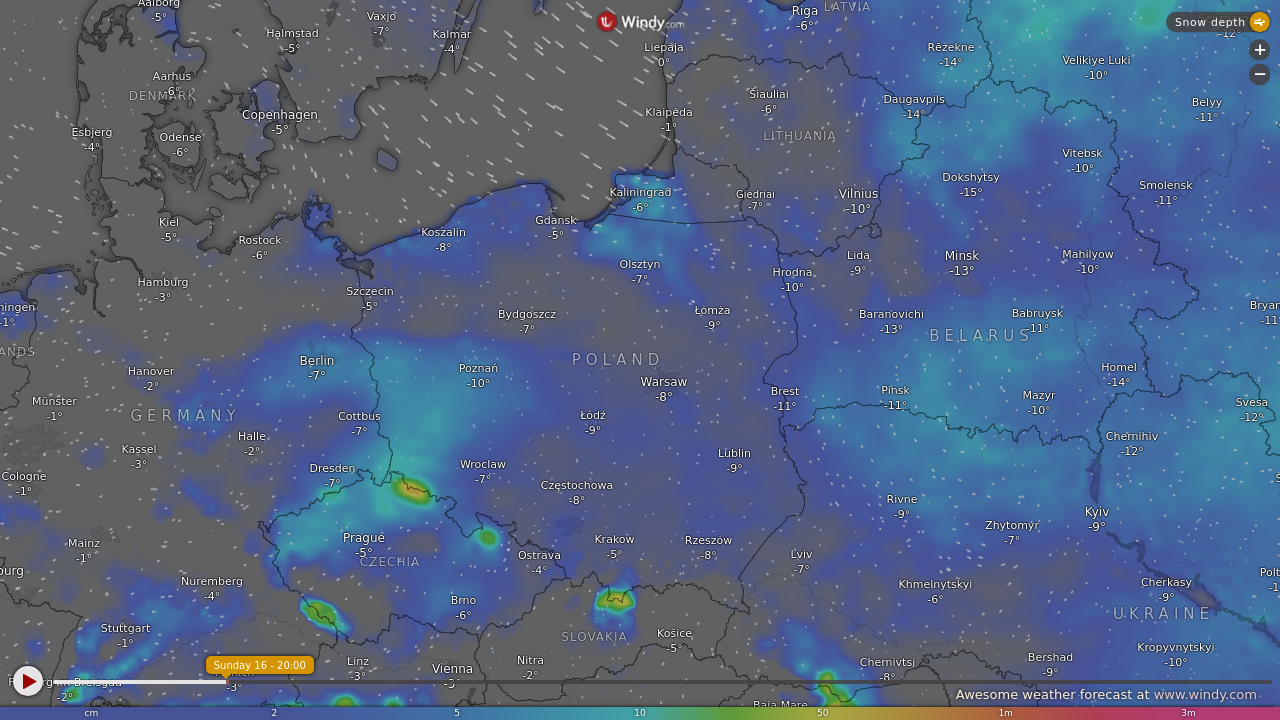 Aalborg
-5°
Vaxjo
-7°
Halmstad
-5°
Kalmar
-4°
Windy.com
Liepaja
0°
Riga
-6°
LATVIA
Snow depth
-12°
Rēzekne
-14°
Velikiye Luki
-10°
Aarhus
6°
DENMARK
Copenhagen
-5°
Esbjerg
-4°
Odense
-6°
Šiauliai
-6°
Klaipėda
-1°
LITHUANIA
Daugavpils
-14°
Belyy
-11°
Vitebsk
-10°
Dokshytsy
-15°
Smolensk
-11°
Kaliningrad
-6°
Giedriai
-7°
Vilnius
-10°
Kiel
-5°
Rostock
-6°
Koszalin
-8°
Gdansk
-5°
Olsztyn
-7°
Hrodna
-10°
Lida
-9°
Minsk
-13°
Mahilyow
-10°
Hamburg
-3°
Szczecin
-5°
Bydgoszcz
-7°
Łomża
-9°
Baranovichi
-13°
Babruysk
-11°
BELARUS
Bryan
-11°
ningen
-1°
ANDS
Hanover
-2°
Berlin
-7°
Poznań
-10°
POLAND
Warsaw
-8°
Brest
-11°
Pinsk
-11°
Mazyr
-10°
Homel
-14°
Svesa
-12°
Münster
-1°
GERMANY
Cottbus
-7°
Łódź
-9°
Halle
-2°
Kassel
-3°
Lublin
-9°
Chernihiv
-12°
Cologne
-1°
Dresden
-7°
Wroclaw
-7°
Częstochowa
-8°
Rivne
-9°
Kyiv
-9°
Zhytomyr
-7°
Mainz
-1°
Prague
-5°
CZECHIA
Ostrava
-4°
Krakow
-5°
Rzeszow
-8°
Lviv
-7°
Khmelnytskyi
-6°
Cherkasy
-9°
Polt
-1
burg
Nuremberg
-4°
Brno
-6°
UKRAINE
Stuttgart
-1°
SLOVAKIA
Košice
-5°
Kropyvnytskyi
-10°
Sunday 16 - 20:00
Linz
-3°
Vienna
-3°
Nitra
-2°
Chernivtsi
-8°
Bershad
-9°
-2°
-3°
Baia Mare
Awesome weather forecast at www.windy.com
cm 2 5 10 50 1m 3m